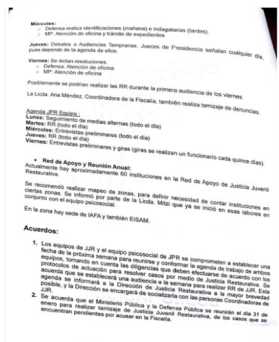 Miércoles:
o Defensa realiza identificaciones (mañana) e indagatorias (tardes).
o MP: Atención de oficina y trámite de expedientes
Jueves: Debates o Audiencias Tempranas. Jueces de Presidencia señalan cualquier día,
pues depende de la agenda de ellos.
Viernes: Se dictan resoluciones.
o Defensa: Atención de oficina
o MP: Atención de oficina
Posiblemente se podrían realizar las RR durante la primera audiencia de los viernes.
La Licda. Ana Méndez, Coordinadora de la Fiscalía, también realiza tamizaje de denuncias.
Agenda JPR Equipo :
Lunes: Seguimiento de medias alternas (todo el día)
Martes: RR (todo el día)
Miércoles: Entrevistas preliminares (todo el día)
Jueves: RR (todo el día)
Viernes: Entrevistas preliminares y giras (giras se realizan un funcionario cada quince días).
• Red de Apoyo y Reunión Anual:
Actualmente hay aproximadamente 60 instituciones en la Red de Apoyo de Justicia Juvenil
Restaurativa.
Se recomendó realizar mapeo de zonas, para definir necesidad de contar instituciones en
ciertas zonas. Se informó por parte de la Licda. Mitzi que ya se inició en esas labores en
conjunto con el equipo psicosocial.
En la zona hay sede de IAFA y también EISAM.
Acuerdos:
1. Los equipos de JJR y el equipo psicosocial de JPR se comprometen a establecer una
fecha de la próxima semana para reunirse y conformar la agenda de trabajo de ambos
equipos, tomando en cuenta las diligencias que deben efectuarse de acuerdo con los
protocolos de actuación para resolver casos por medio de Justicia Restaurativa. Se
acuerda que se establecerá una audiencia a la semana para realizar RR de JJR. Esta
agenda se informará a la Dirección de Justicia Restaurativa a la mayor brevedad
posible, y la Dirección se encargará de socializarla con las personas Coordinadoras de
Programa.
2. Se acuerda que el Ministerio Público y la Defensa Pública se reunirán el día 31 de
enero para realizar tamizaje de Justicia Juvenil Restaurativa, de los casos que se
encuentran pendientes por acusar en la Fiscalía.